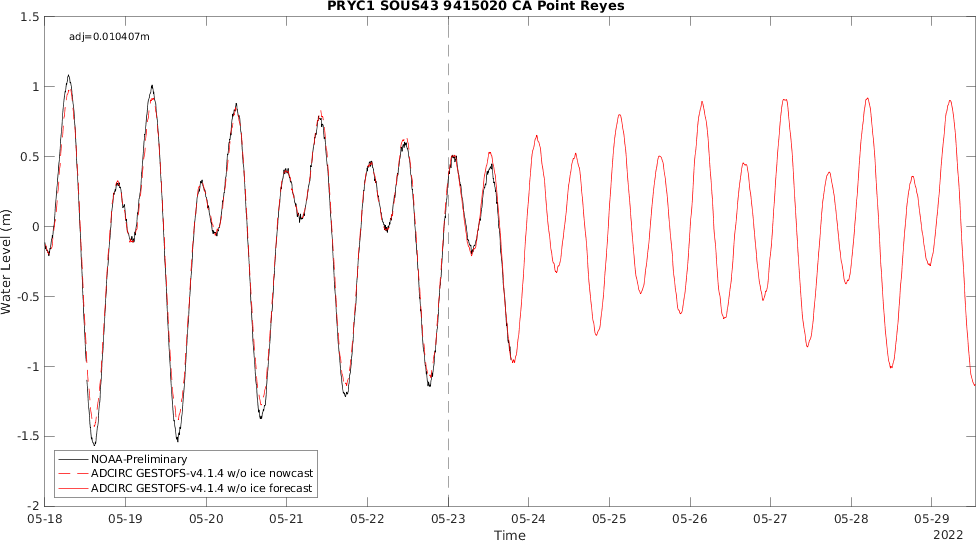 PRYC1 SOUS43 9415020 CA Point Reyes
adj=0.010407m
1.5
1
0.5
0
-0.5
-1
-1.5
-2
Water Level (m)
NOAA-Preliminary
ADCIRC GESTOFS-v4.1.4 w/o ice nowcast
ADCIRC GESTOFS-v4.1.4 w/o ice forecast
05-18 05-19 05-20 05-21 05-22 05-23 05-24 05-25 05-26 05-27 05-28 05-29
Time
2022